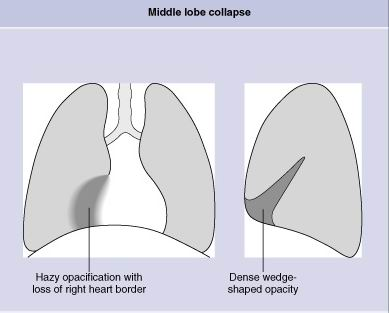 Middle lobe collapse
Hazy opacification with
loss of right heart border
Dense wedge-
shaped opacity